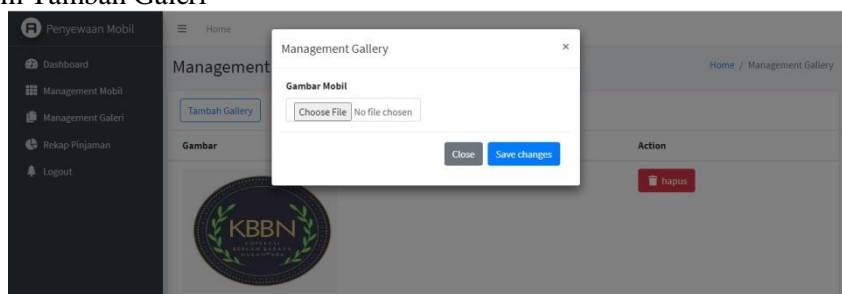 Tambah Galeri
Penyewaan Mobil
Home
Dashboard
Management Mobil
Management Galeri
Rekap Pinjaman
Logout
Management
Home / Management Gallery
Tambah Gallery
Gambar
Action
hapus
KBBN
Management Gallery
×
Gambar Mobil
Choose File No file chosen
Close
Save changes